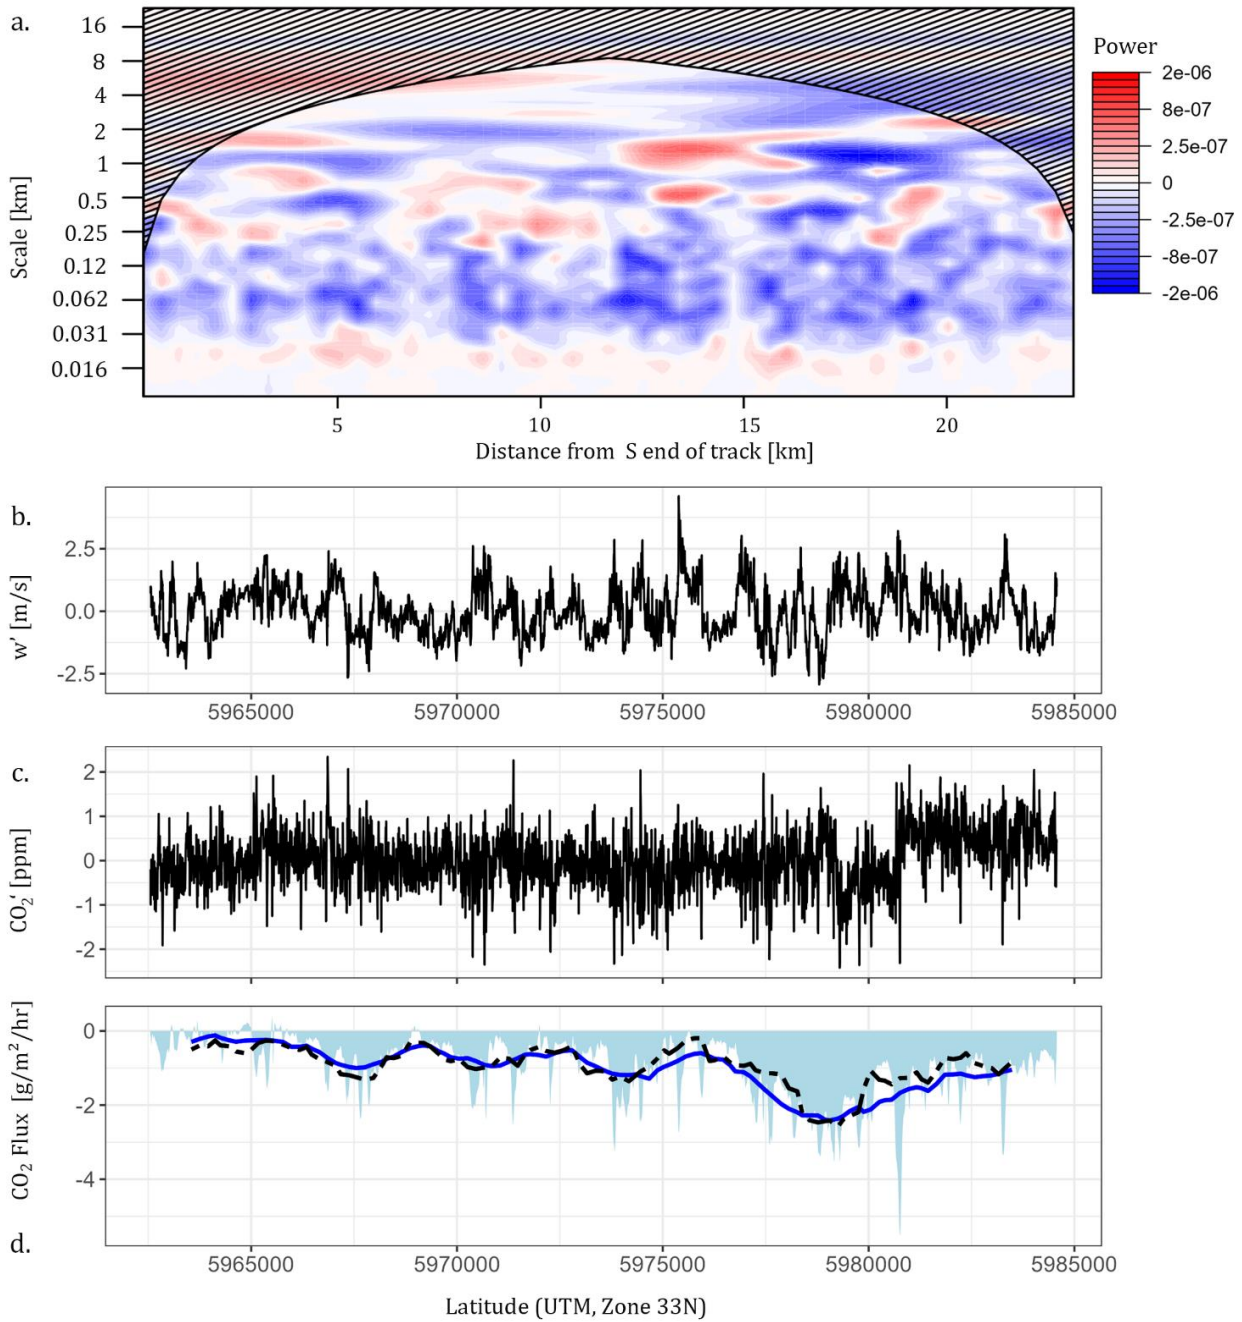 a.
16
8
4
2
1
0.5
0.25
0.12
0.062
0.031
0.016
Scale [km]
5
10
15
20
Distance from S end of track [km]
Power
2e-06
8e-07
2.5e-07
0
-2.5e-07
-8e-07
-2e-06
b.
2.5
0.0
-2.5
w' [m/s]
5965000
5970000
5975000
5980000
5985000
c.
2
1
0
-1
-2
CO₂' [ppm]
d.
0
-2
-4
CO₂ Flux [g/m²/hr]
5965000
5970000
5975000
5980000
5985000
Latitude (UTM, Zone 33N)